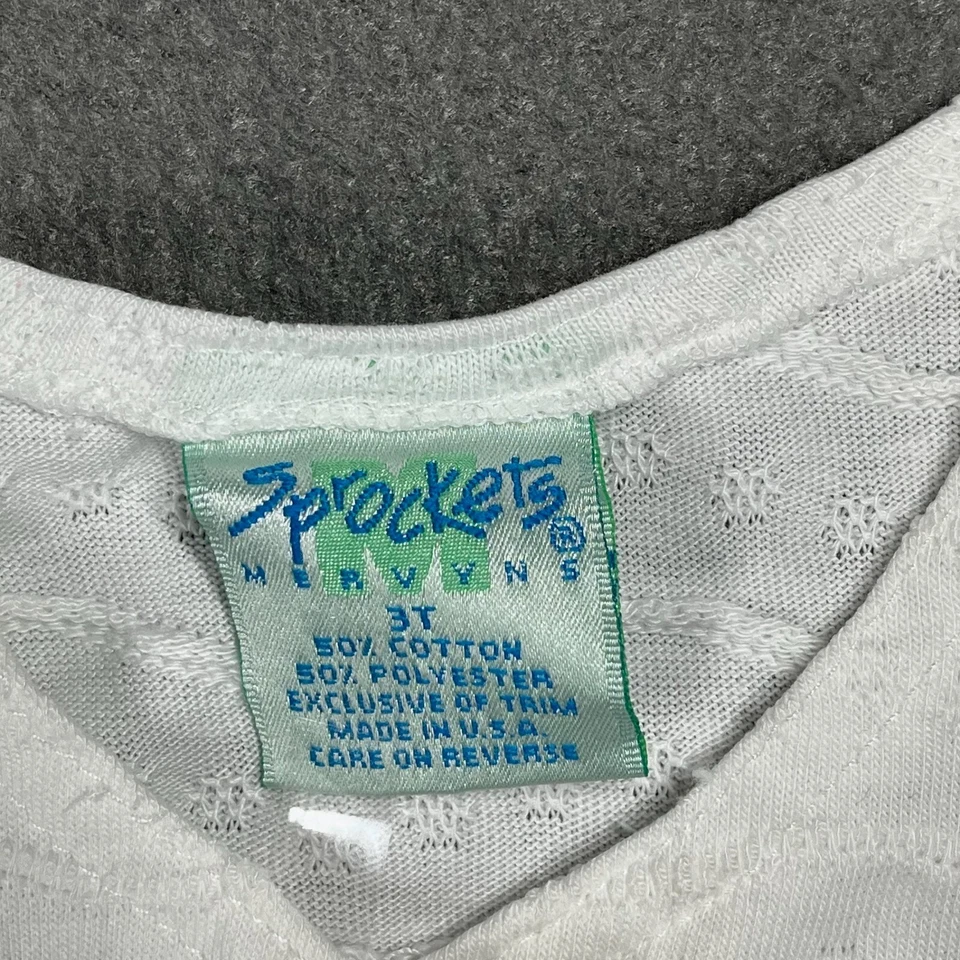 Sprockets®
M
MERVYNS
3T
50% COTTON
50% POLYESTER
EXCLUSIVE OF TRIM
MADE IN U.S.A.
CARE ON REVERSE